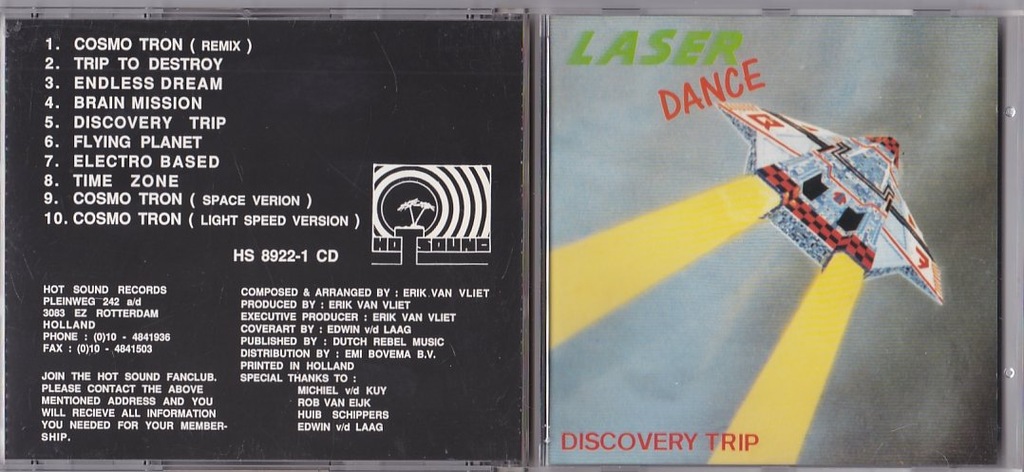 1. COSMO TRON ( REMIX )
2. TRIP TO DESTROY
3. ENDLESS DREAM
4. BRAIN MISSION
5. DISCOVERY TRIP
6. FLYING PLANET
7. ELECTRO BASED
8. TIME ZONE
9. COSMO TRON ( SPACE VERION )
10. COSMO TRON ( LIGHT SPEED VERSION )
HOT SOUND
HS 8922-1 CD
HOT SOUND RECORDS
PLEINWEG 242 a/d
3083 EZ ROTTERDAM
HOLLAND
PHONE : (0)10 - 4841936
FAX : (0)10 - 4841503
JOIN THE HOT SOUND FANCLUB.
PLEASE CONTACT THE ABOVE
MENTIONED ADDRESS AND YOU
WILL RECIEVE ALL INFORMATION
YOU NEEDED FOR YOUR MEMBER-
SHIP.
COMPOSED & ARRANGED BY : ERIK VAN VLIET
PRODUCED BY : ERIK VAN VLIET
EXECUTIVE PRODUCER : ERIK VAN VLIET
COVERART BY : EDWIN v/d LAAG
PUBLISHED BY : DUTCH REBEL MUSIC
DISTRIBUTION BY : EMI BOVEMA B.V.
PRINTED IN HOLLAND
SPECIAL THANKS TO :
MICHIEL v/d KUY
ROB VAN EIJK
HUIB SCHIPPERS
EDWIN v/d LAAG
LASER
DANCE
DISCOVERY TRIP